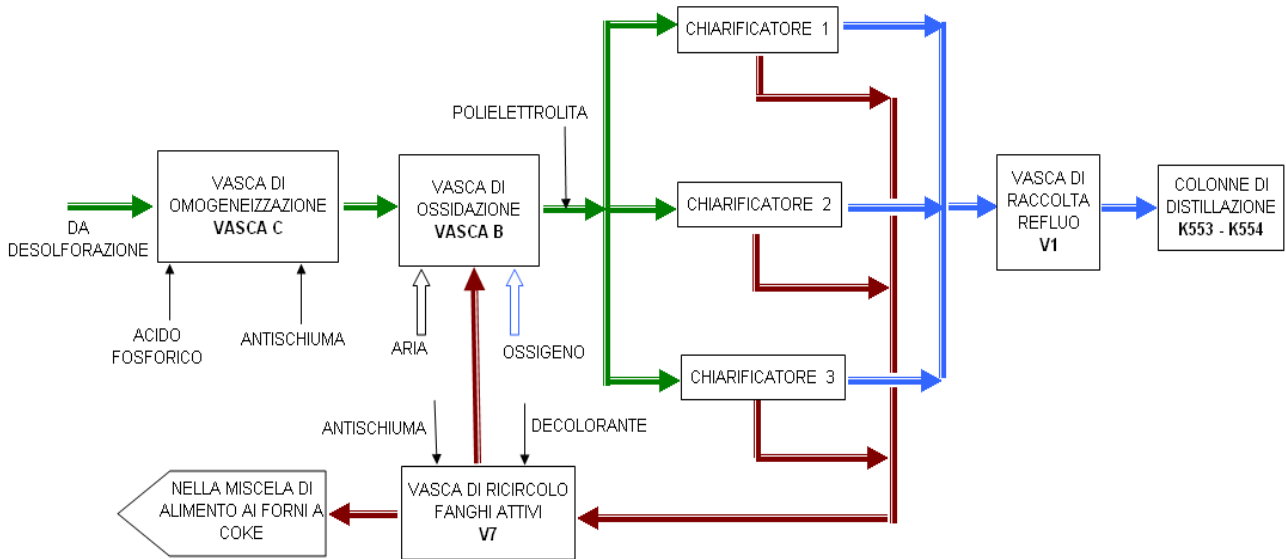 CHIARIFICATORE 1
POLIELETTROLITA
VASCA DI
OMOGENEIZZAZIONE
VASCA C
VASCA DI
OSSIDAZIONE
VASCA B
CHIARIFICATORE 2
VASCA DI
RACCOLTA
REFLUO
V1
COLONNE DI
DISTILLAZIONE
K553 - K554
DA
DESOLFORAZIONE
ACIDO
FOSFORICO
ANTISCHIUMA
ARIA
OSSIGENO
CHIARIFICATORE 3
ANTISCHIUMA
DECOLORANTE
NELLA MISCELA DI
ALIMENTO AI FORNI A
COKE
VASCA DI RICIRCOLO
FANGHI ATTIVI
V7